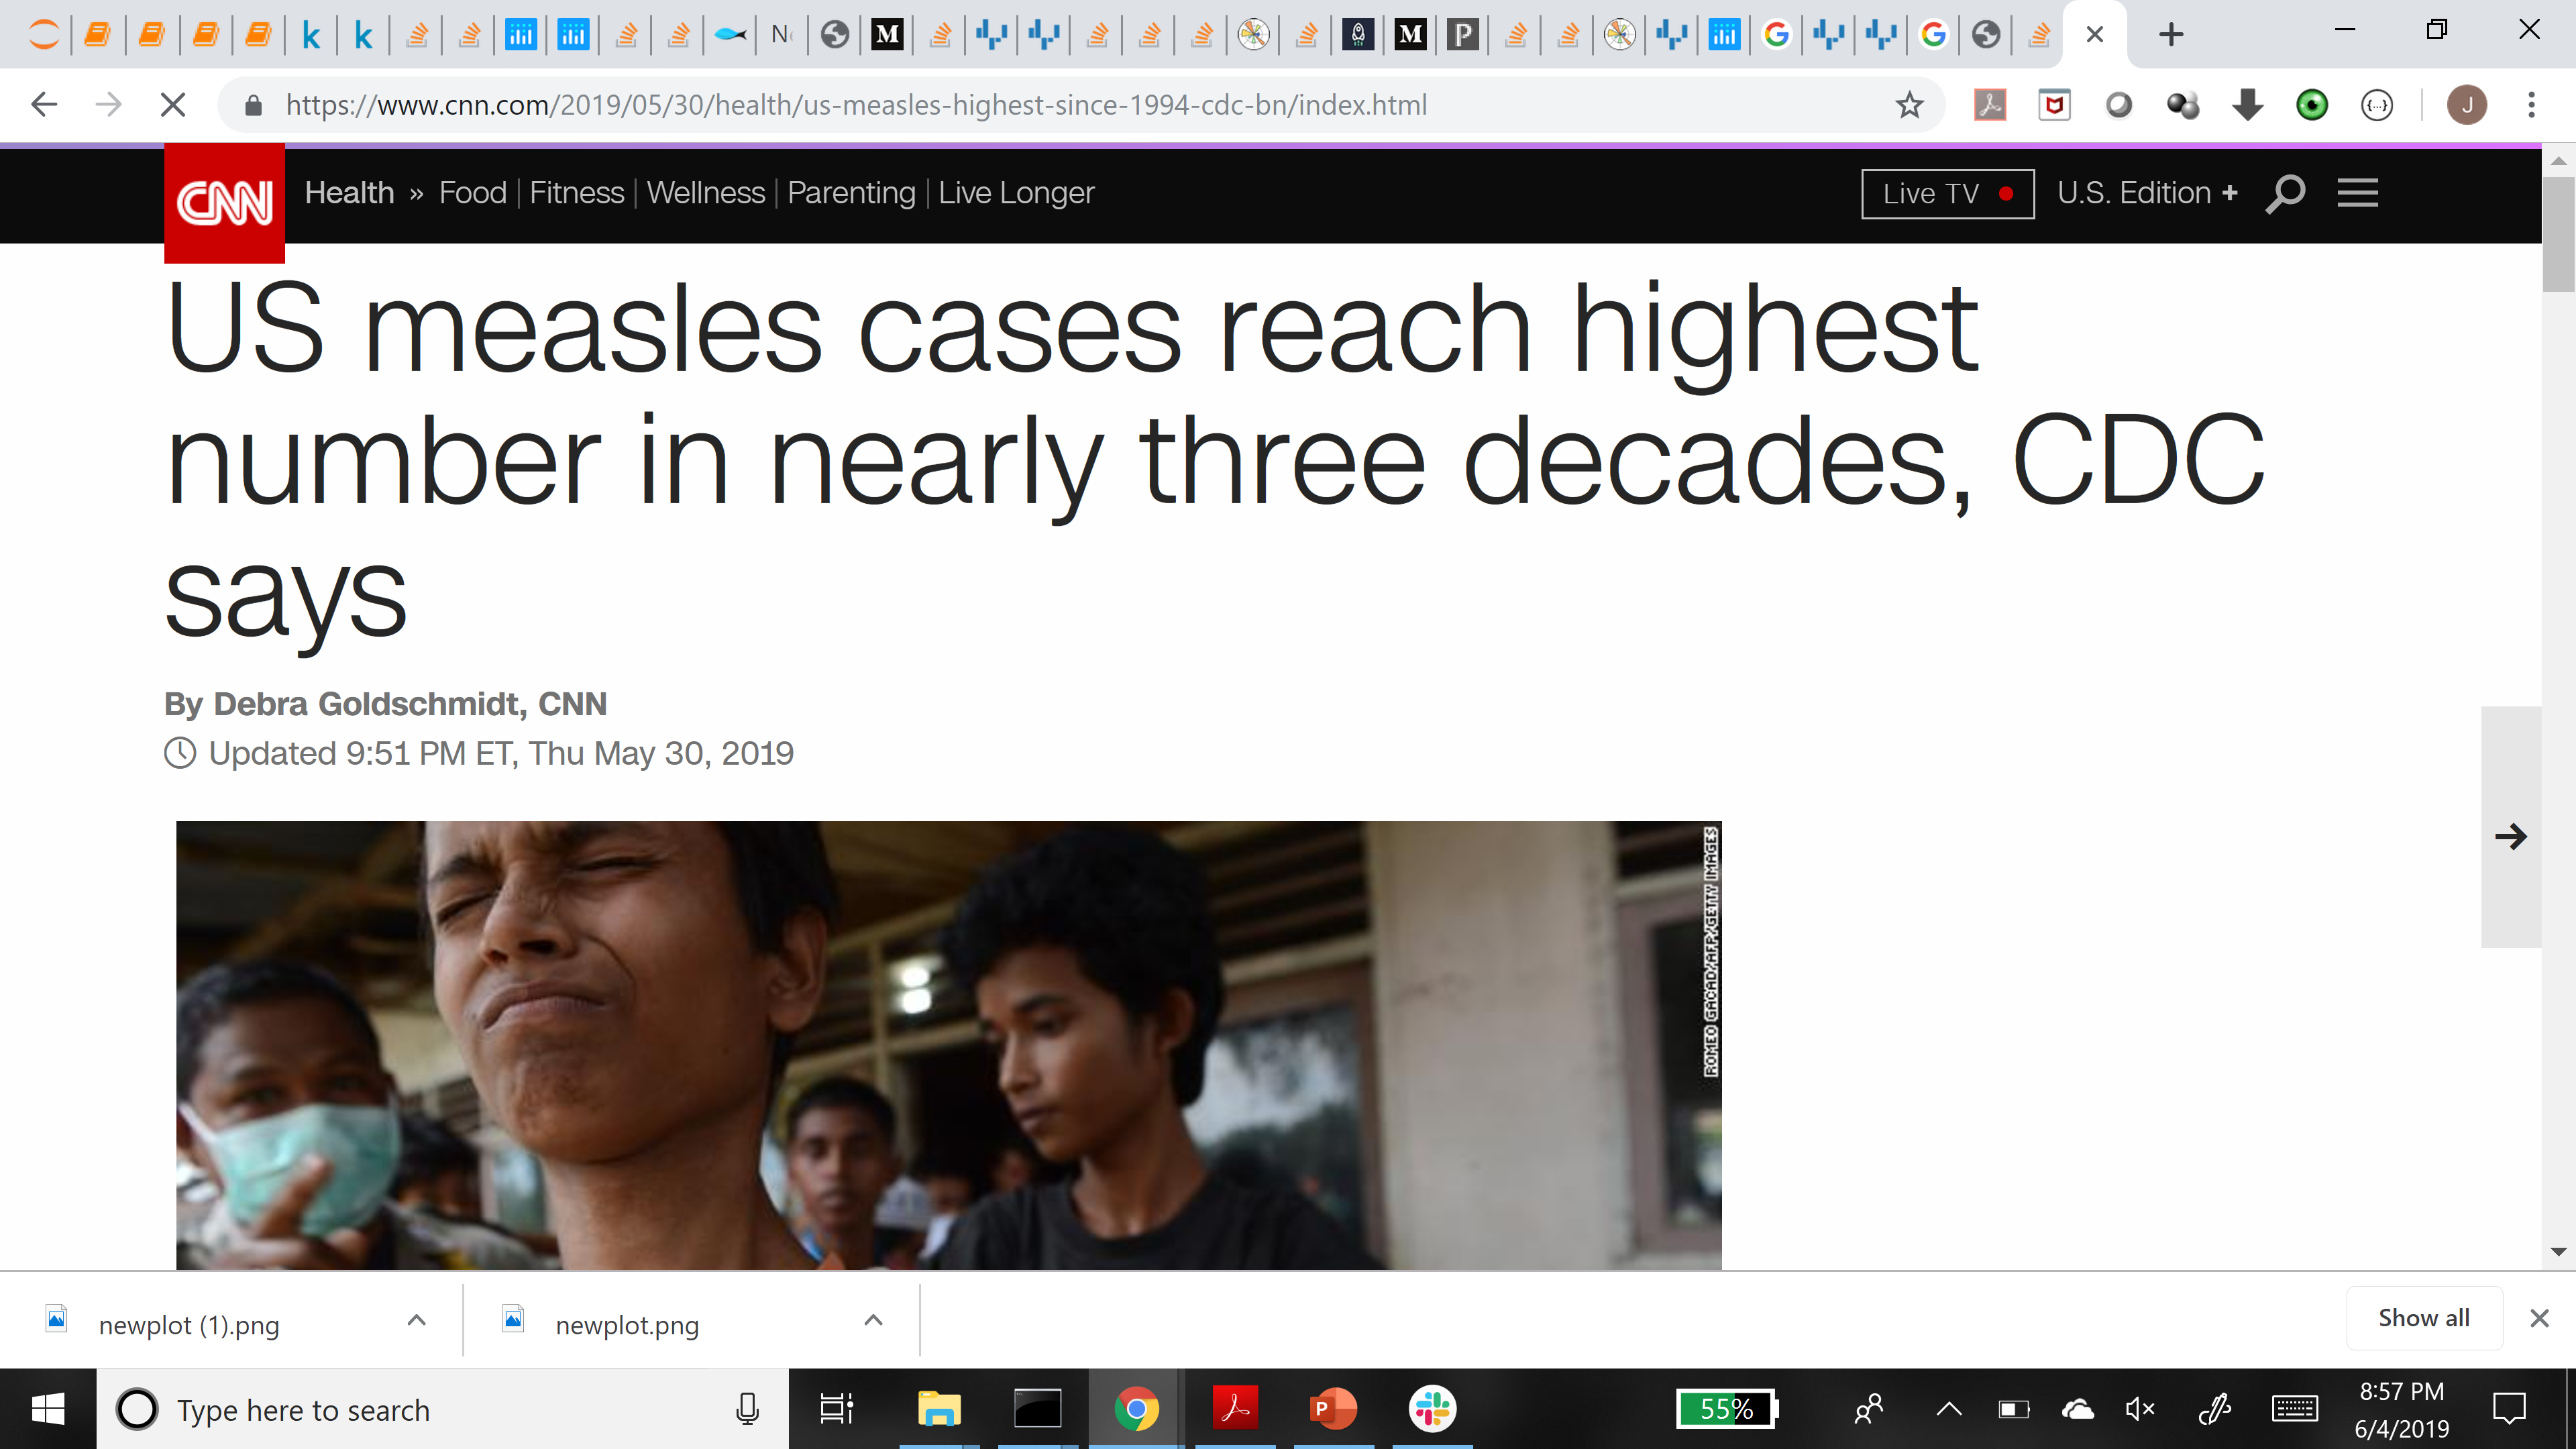 https://www.cnn.com/2019/05/30/health/us-measles-highest-since-1994-cdc-bn/index.html
J
CNN Health » Food | Fitness | Wellness | Parenting | Live Longer
Live TV
U.S. Edition +
US measles cases reach highest
number in nearly three decades, CDC
says
By Debra Goldschmidt, CNN
Updated 9:51 PM ET, Thu May 30, 2019
ROMEO GACAD/AFP/GETTY IMAGES
newplot (1).png
newplot.png
Show all
Type here to search
55%
8:57 PM
6/4/2019